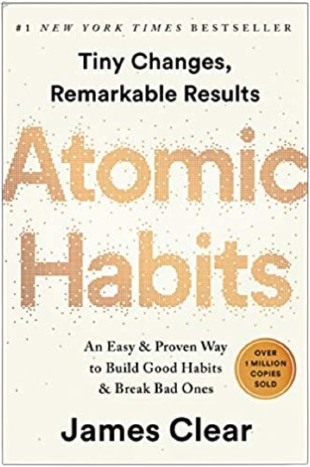 #1 NEW YORK TIMES BESTSELLER
Tiny Changes,
Remarkable Results
Atomic
Habits
An Easy & Proven Way
to Build Good Habits
& Break Bad Ones
OVER
1 MILLION
COPIES
SOLD
James Clear